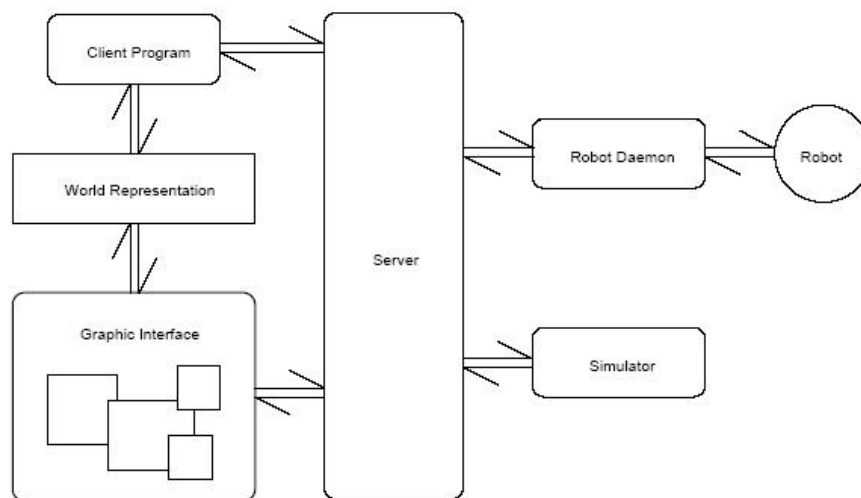 Client Program
World Representation
Graphic Interface
Server
Robot Daemon
Robot
Simulator